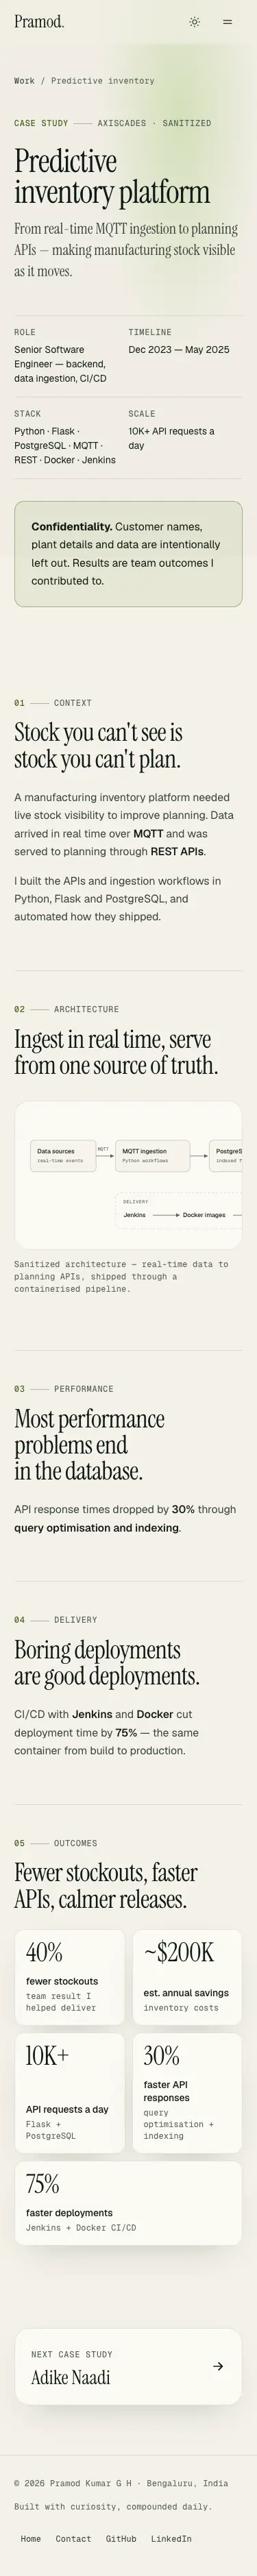 Pramod.
Work / Predictive inventory
CASE STUDY — AXISCADES · SANITIZED
Predictive
inventory platform
From real-time MQTT ingestion to planning
APIs — making manufacturing stock visible
as it moves.
ROLE
Senior Software
Engineer — backend,
data ingestion, CI/CD
TIMELINE
Dec 2023 — May 2025
STACK
Python · Flask ·
PostgreSQL · MQTT ·
REST · Docker · Jenkins
SCALE
10K+ API requests a
day
Confidentiality. Customer names,
plant details and data are intentionally
left out. Results are team outcomes I
contributed to.
01 — CONTEXT
Stock you can't see is
stock you can't plan.
A manufacturing inventory platform needed
live stock visibility to improve planning. Data
arrived in real time over MQTT and was
served to planning through REST APIs.
I built the APIs and ingestion workflows in
Python, Flask and PostgreSQL, and
automated how they shipped.
02 — ARCHITECTURE
Ingest in real time, serve
from one source of truth.
Data sources
real-time events
MQTT
MQTT ingestion
Python workflows
PostgreS
indexed
DELIVERY
Jenkins
Docker images
Sanitized architecture — real-time data to
planning APIs, shipped through a
containerised pipeline.
03 — PERFORMANCE
Most performance
problems end
in the database.
API response times dropped by 30% through
query optimisation and indexing.
04 — DELIVERY
Boring deployments
are good deployments.
CI/CD with Jenkins and Docker cut
deployment time by 75% — the same
container from build to production.
05 — OUTCOMES
Fewer stockouts, faster
APIs, calmer releases.
40%
fewer stockouts
team result I
helped deliver
~$200K
est. annual savings
inventory costs
10K+
API requests a day
Flask +
PostgreSQL
30%
faster API
responses
query
optimisation +
indexing
75%
faster deployments
Jenkins + Docker CI/CD
NEXT CASE STUDY
Adike Naadi
© 2026 Pramod Kumar G H · Bengaluru, India
Built with curiosity, compounded daily.
Home Contact GitHub LinkedIn